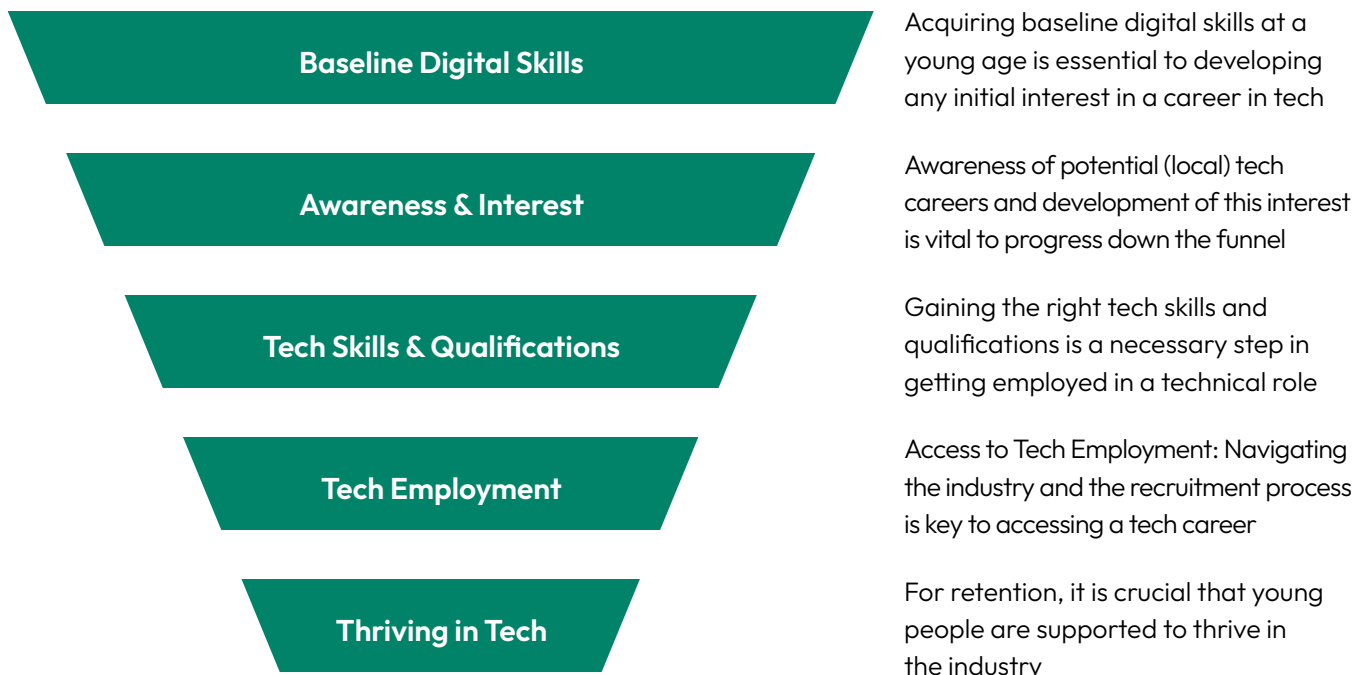 Baseline Digital Skills
Acquiring baseline digital skills at a
young age is essential to developing
any initial interest in a career in tech
Awareness & Interest
Awareness of potential (local) tech
careers and development of this interest
is vital to progress down the funnel
Tech Skills & Qualifications
Gaining the right tech skills and
qualifications is a necessary step in
getting employed in a technical role
Tech Employment
Access to Tech Employment: Navigating
the industry and the recruitment process
is key to accessing a tech career
Thriving in Tech
For retention, it is crucial that young
people are supported to thrive in
the industry